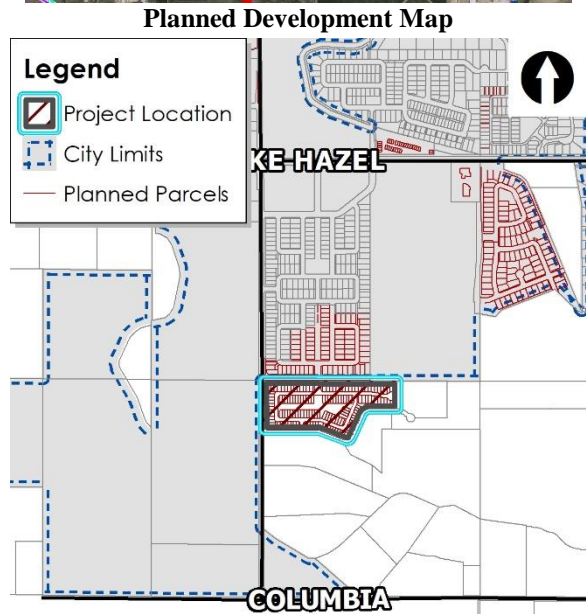 Planned Development Map
Legend
Project Location
City Limits
Planned Parcels
KE HAZEL
COLUMBIA